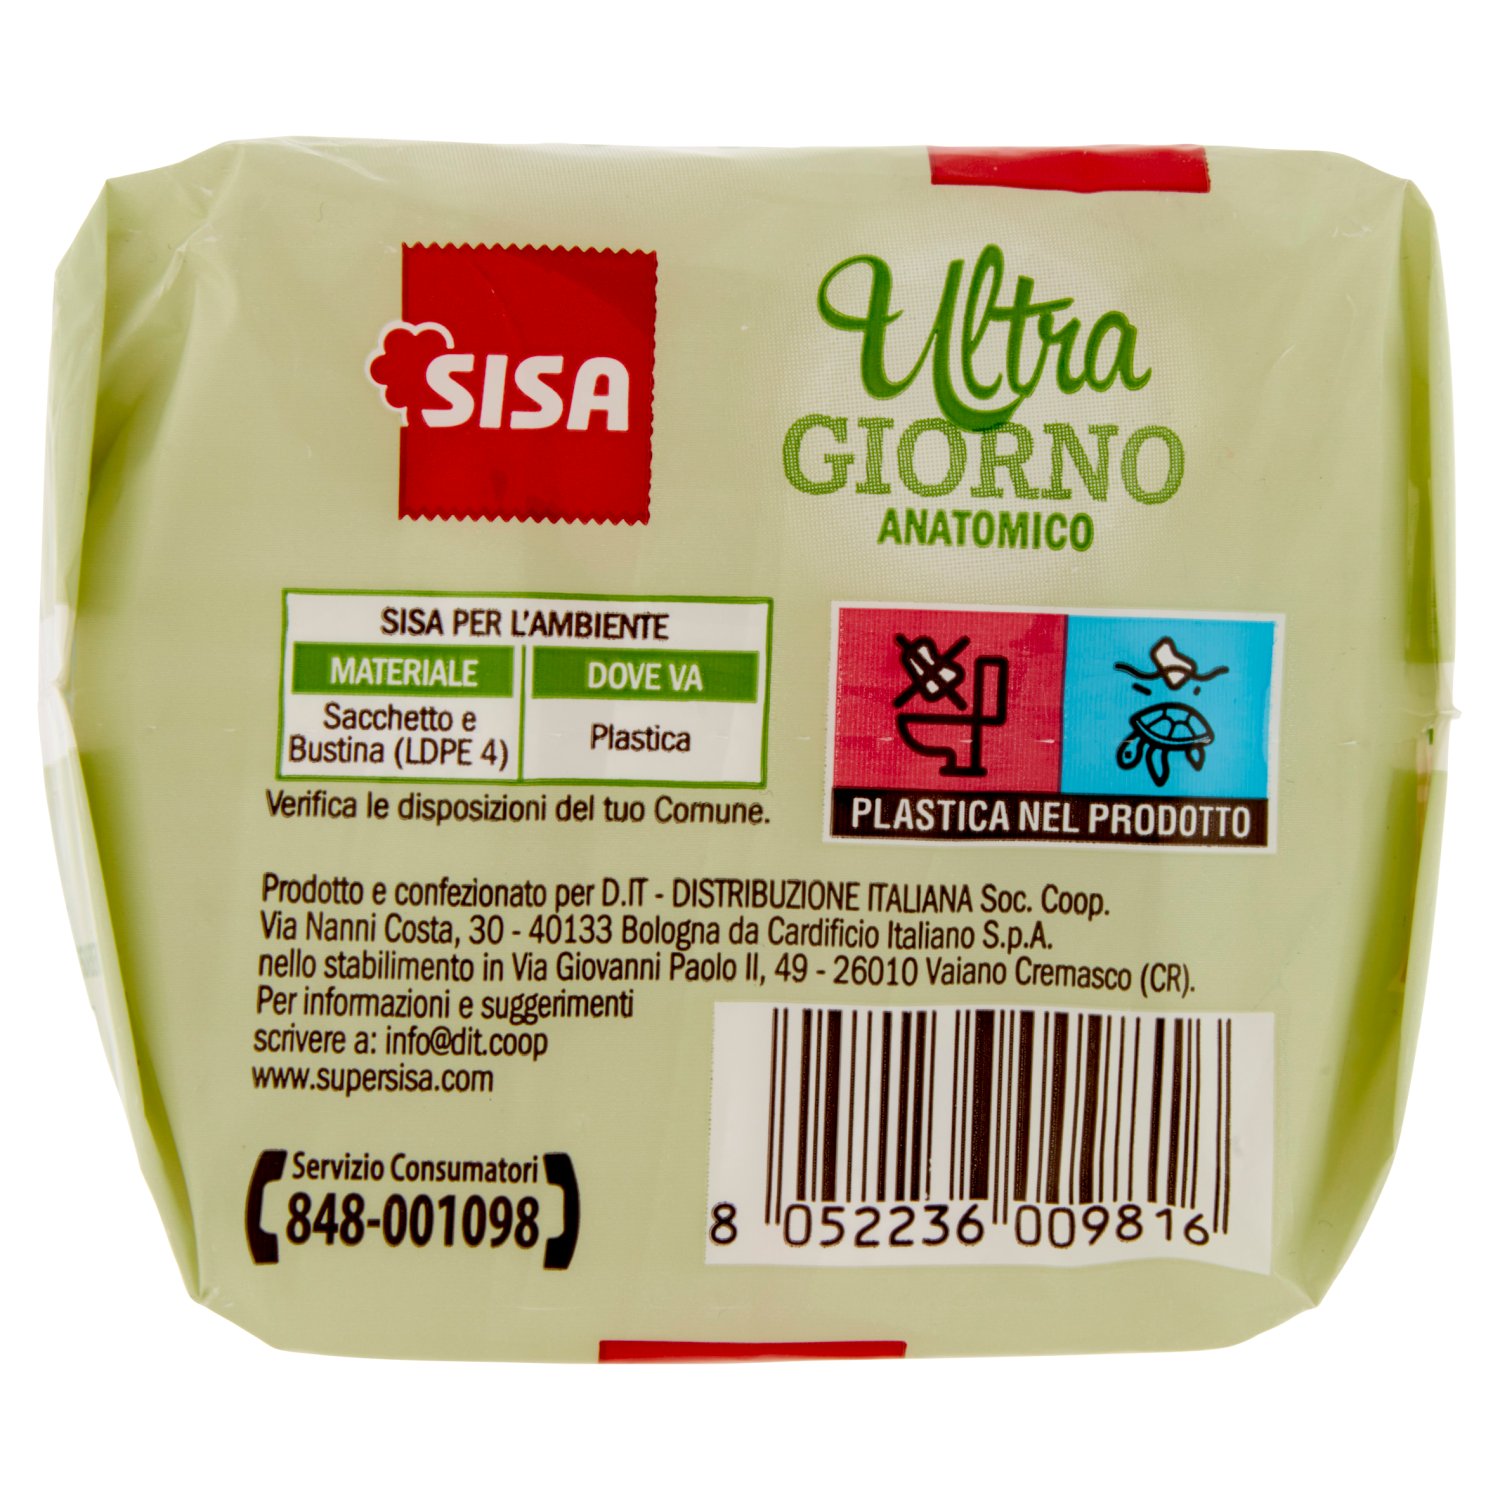 SISA
Ultra
GIORNO
ANATOMICO
SISA PER L'AMBIENTE
MATERIALE DOVE VA
Sacchetto e
Bustina (LDPE 4)
Plastica
Verifica le disposizioni del tuo Comune.
PLASTICA NEL PRODOTTO
Prodotto e confezionato per D.IT - DISTRIBUZIONE ITALIANA Soc. Coop.
Via Nanni Costa, 30 - 40133 Bologna da Cardificio Italiano S.p.A.
nello stabilimento in Via Giovanni Paolo II, 49 - 26010 Vaiano Cremasco (CR).
Per informazioni e suggerimenti
scrivere a: info@dit.coop
www.supersisa.com
Servizio Consumatori
848-001098
8 052236 009816